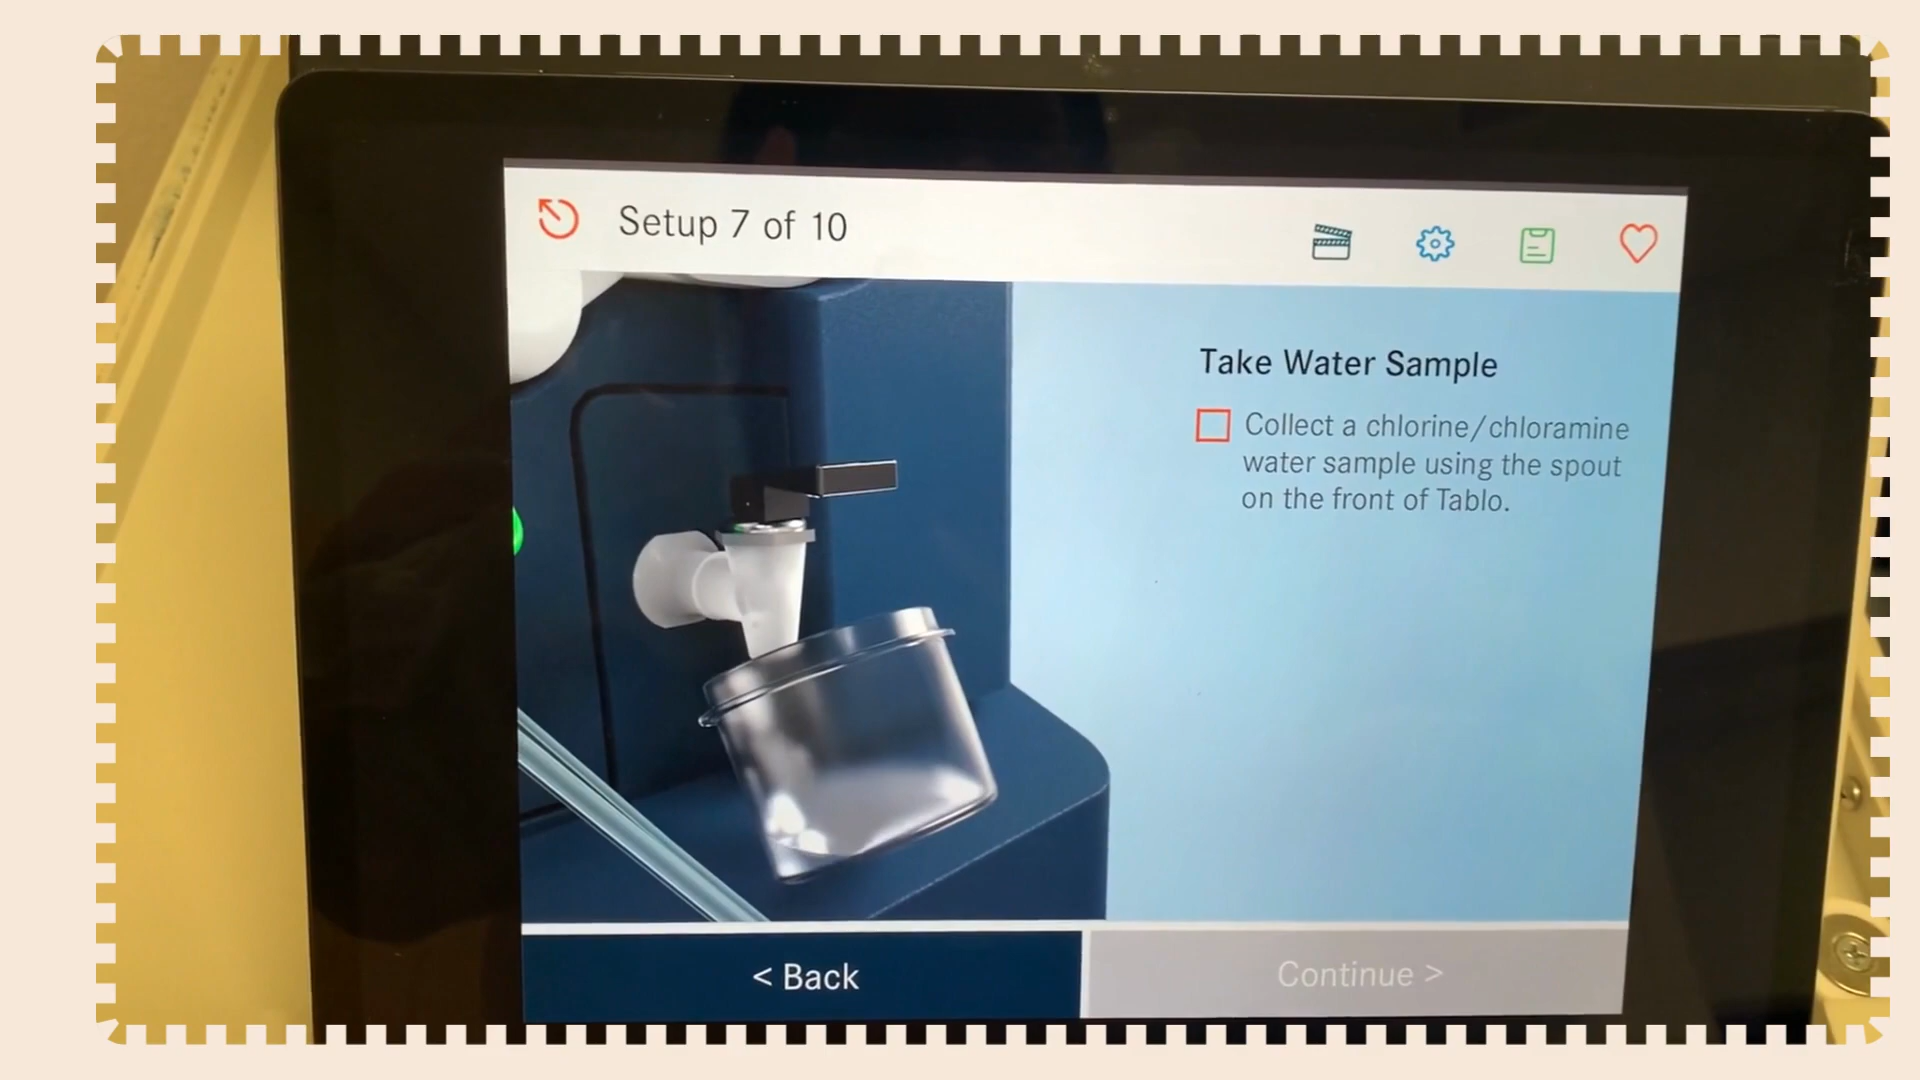 Setup 7 of 10
Take Water Sample
Collect a chlorine/chloramine
water sample using the spout
on the front of Tablo.
< Back
Continue >